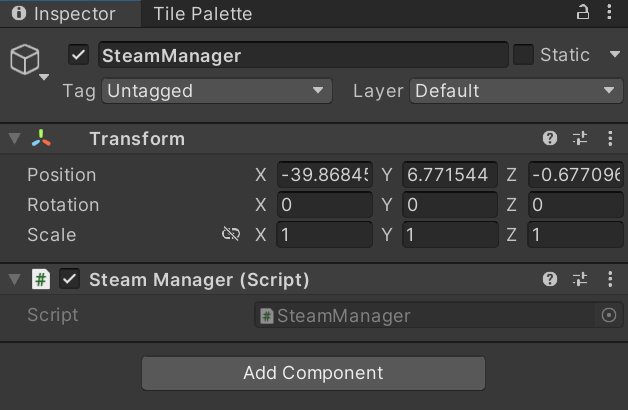 Inspector Tile Palette
SteamManager Static
Tag Untagged Layer Default
Transform
Position X -39.86845 Y 6.771544 Z -0.677096
Rotation X 0 Y 0 Z 0
Scale X 1 Y 1 Z 1
# Steam Manager (Script)
Script # SteamManager
Add Component